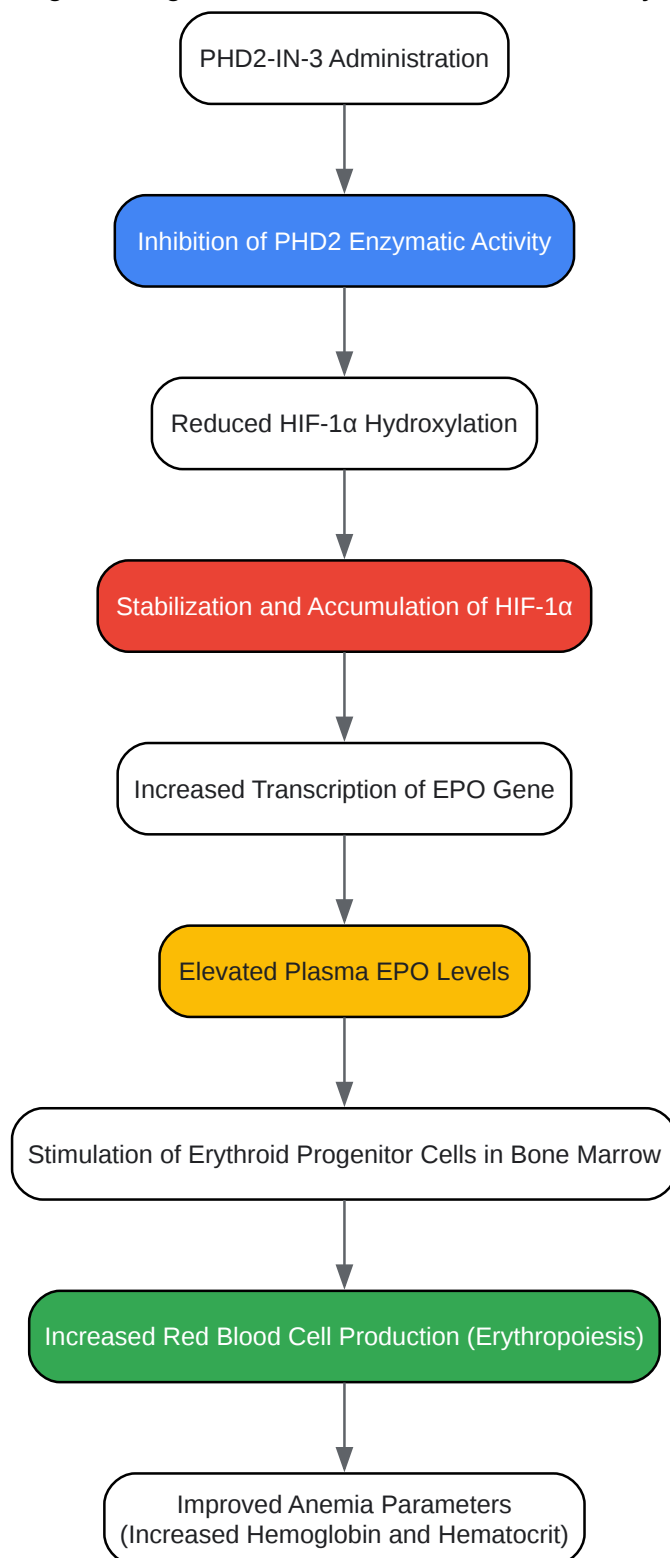 PHD2-IN-3 Administration
Inhibition of PHD2 Enzymatic Activity
Reduced HIF-1α Hydroxylation
Stabilization and Accumulation of HIF-1α
Increased Transcription of EPO Gene
Elevated Plasma EPO Levels
Stimulation of Erythroid Progenitor Cells in Bone Marrow
Increased Red Blood Cell Production (Erythropoiesis)
Improved Anemia Parameters
(Increased Hemoglobin and Hematocrit)